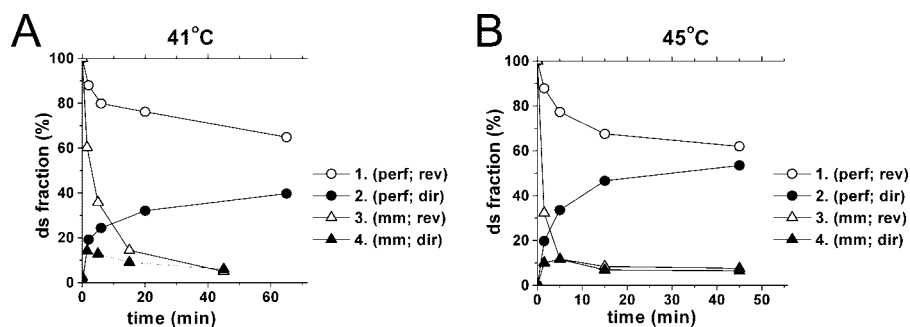 A
41°C
ds fraction (%)
100
80
60
40
20
0
0
20
40
60
time (min)
1. (perf; rev)
2. (perf; dir)
3. (mm; rev)
4. (mm; dir)
B
45°C
ds fraction (%)
100
80
60
40
20
0
0
10
20
30
40
50
time (min)
1. (perf; rev)
2. (perf; dir)
3. (mm; rev)
4. (mm; dir)